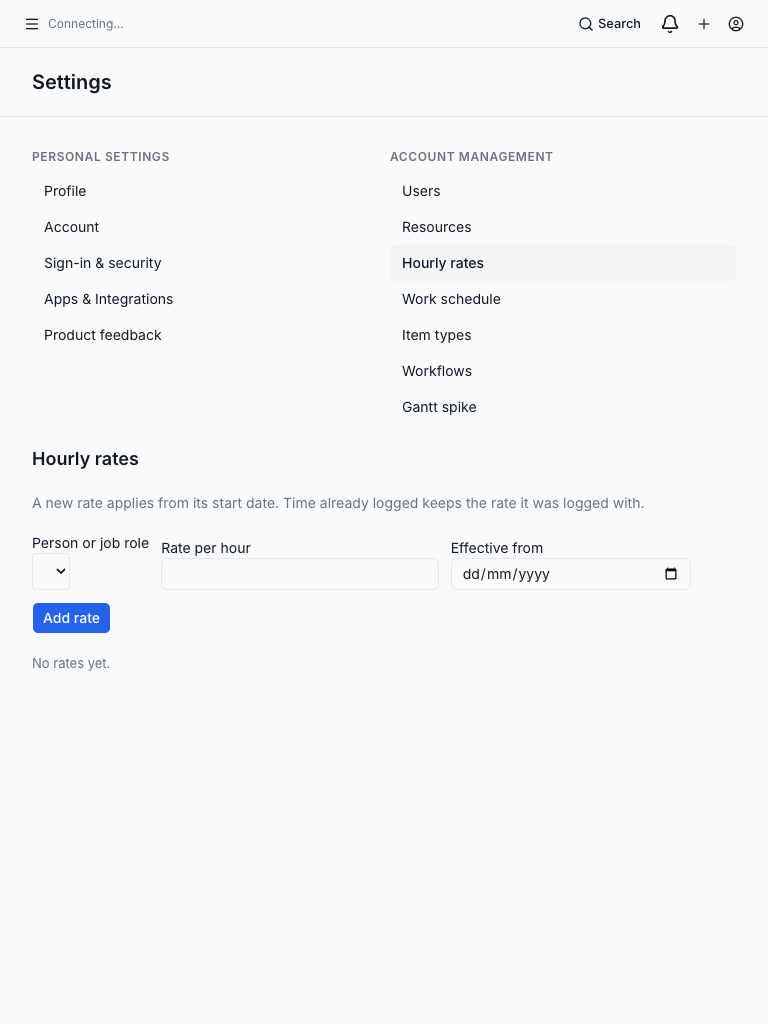 Connecting...
Search
Settings
PERSONAL SETTINGS
Profile
Account
Sign-in & security
Apps & Integrations
Product feedback
ACCOUNT MANAGEMENT
Users
Resources
Hourly rates
Work schedule
Item types
Workflows
Gantt spike
Hourly rates
A new rate applies from its start date. Time already logged keeps the rate it was logged with.
Person or job role
Rate per hour
Effective from
dd/mm/yyyy
Add rate
No rates yet.